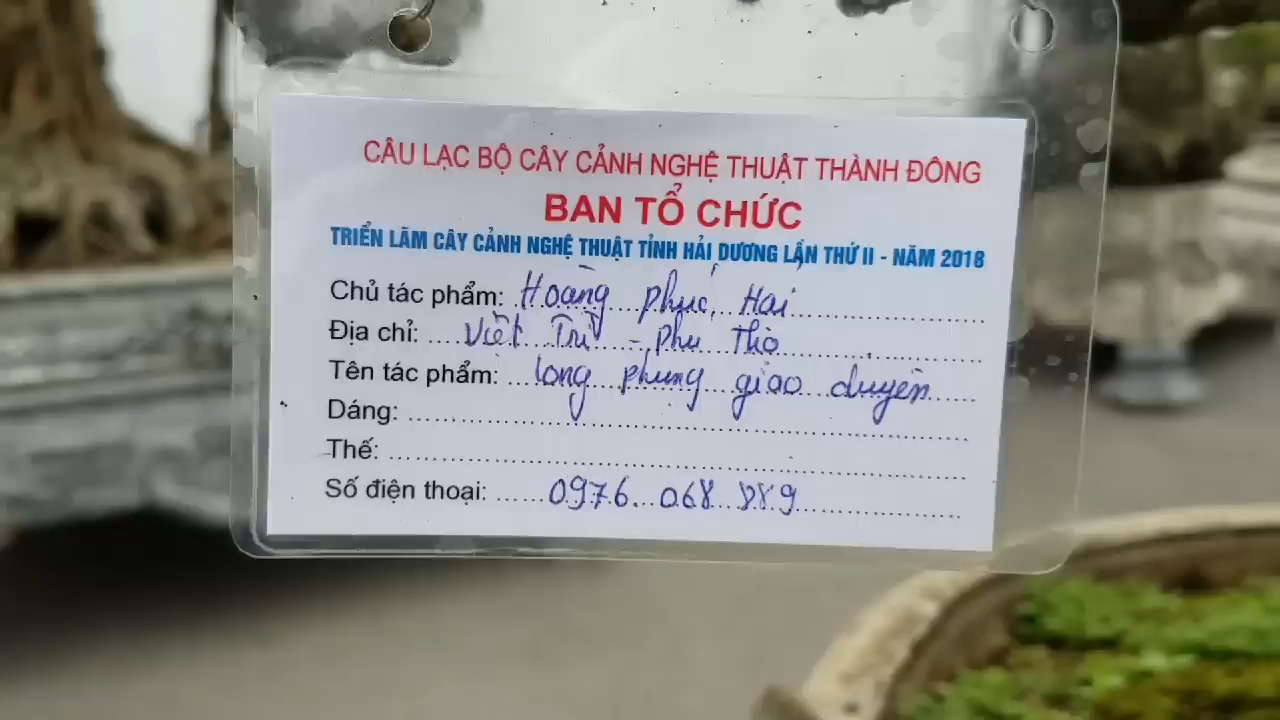 CÂU LẠC BỘ CÂY CẢNH NGHỆ THUẬT THÀNH ĐÔNG
BAN TỔ CHỨC
TRIỂN LÃM CÂY CẢNH NGHỆ THUẬT TỈNH HẢI DƯƠNG LẦN THỨ II - NĂM 2018
Chủ tác phẩm: Hoàng Phúc Hải
Địa chỉ: Việt Trì - Phú Thọ
Tên tác phẩm: long phụng giao duyên
Dáng:
Thế:
Số điện thoại: 0976 068 889